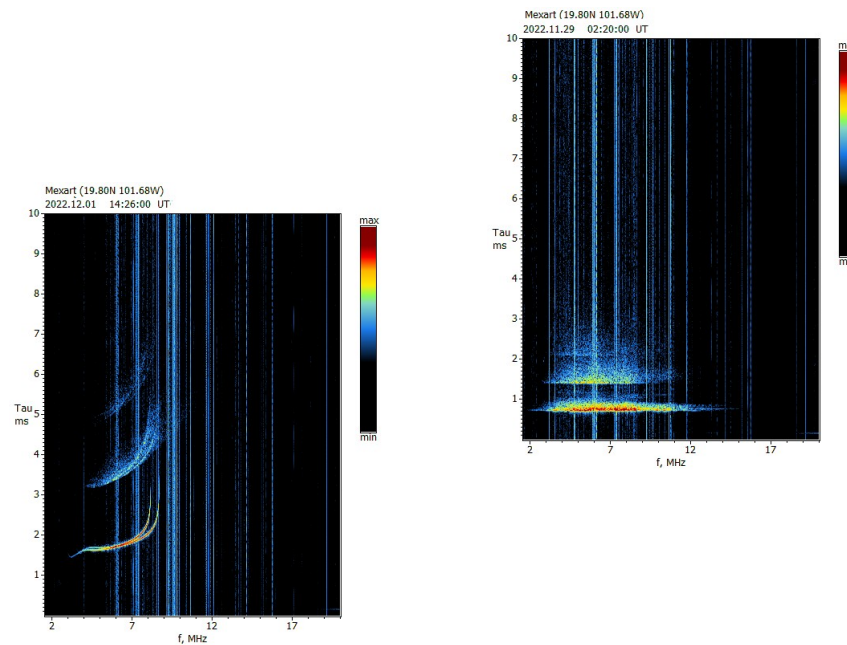 Mexart (19.80N 101.68W)
2022.12.01 14:26:00 UT
10
9
8
7
6
5
4
3
2
1
Tau
ms
2 7 12 17
f, MHz
max
min
Mexart (19.80N 101.68W)
2022.11.29 02:20:00 UT
10
9
8
7
6
5
4
3
2
1
Tau
ms
2 7 12 17
f, MHz
m
m